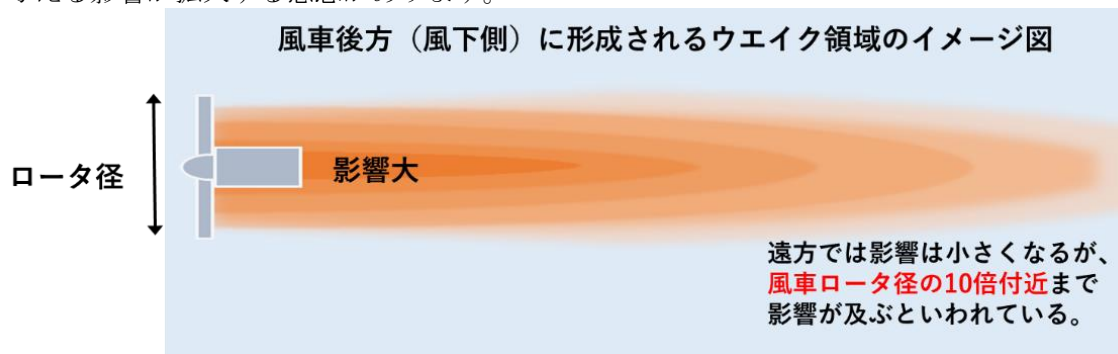 風車後方（風下側）に形成されるウエイク領域のイメージ図
ロータ径
影響大
遠方では影響は小さくなるが、
風車ロータ径の10倍付近まで
影響が及ぶといわれている。